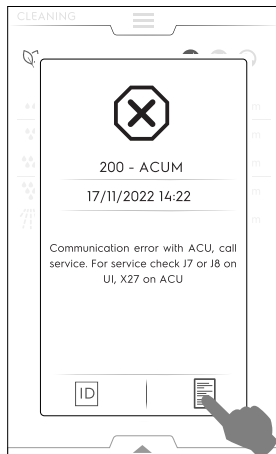 CLEANING
200 - ACUM
17/11/2022 14:22
Communication error with ACU, call
service. For service check J7 or J8 on
UI, X27 on ACU
m
m
m
m
m
ID